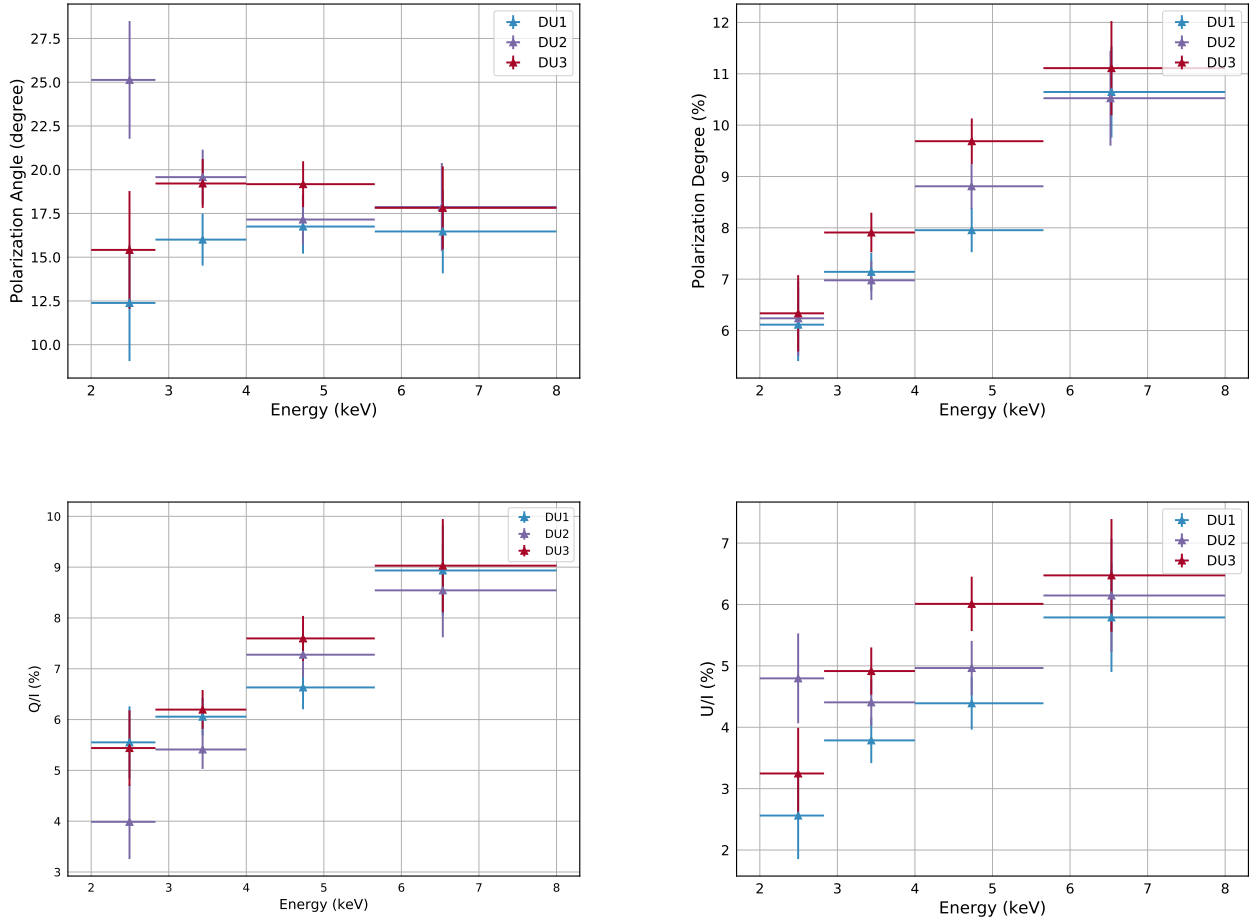 Polarization Angle (degree)
27.5
25.0
22.5
20.0
17.5
15.0
12.5
10.0
2 3 4 5 6 7 8
Energy (keV)
DU1
DU2
DU3
Polarization Degree (%)
12
11
10
9
8
7
6
2 3 4 5 6 7 8
Energy (keV)
DU1
DU2
DU3
Q/I (%)
10
9
8
7
6
5
4
3
2 3 4 5 6 7 8
Energy (keV)
DU1
DU2
DU3
U/I (%)
7
6
5
4
3
2
2 3 4 5 6 7 8
Energy (keV)
DU1
DU2
DU3